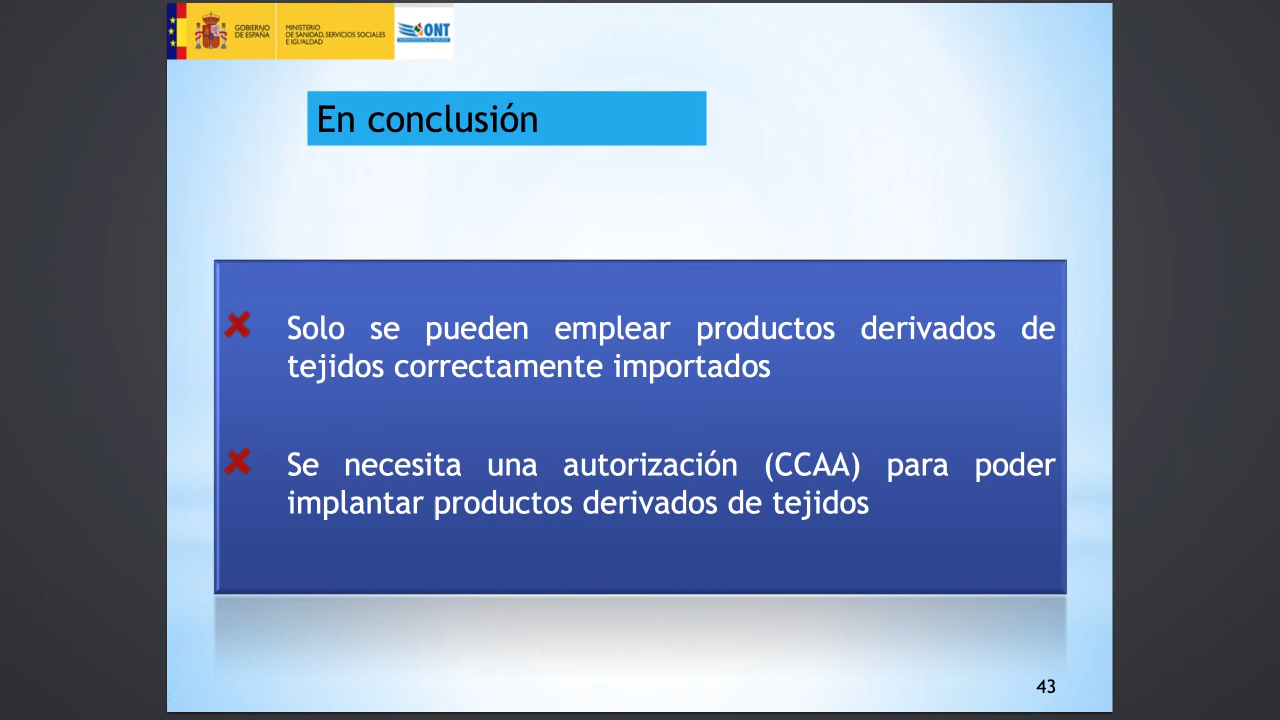 GOBIERNO
DE ESPAÑA
MINISTERIO
DE SANIDAD, SERVICIOS SOCIALES
E IGUALDAD
ONT
En conclusión
Solo se pueden emplear productos derivados de
tejidos correctamente importados
Se necesita una autorización (CCAA) para poder
implantar productos derivados de tejidos
43